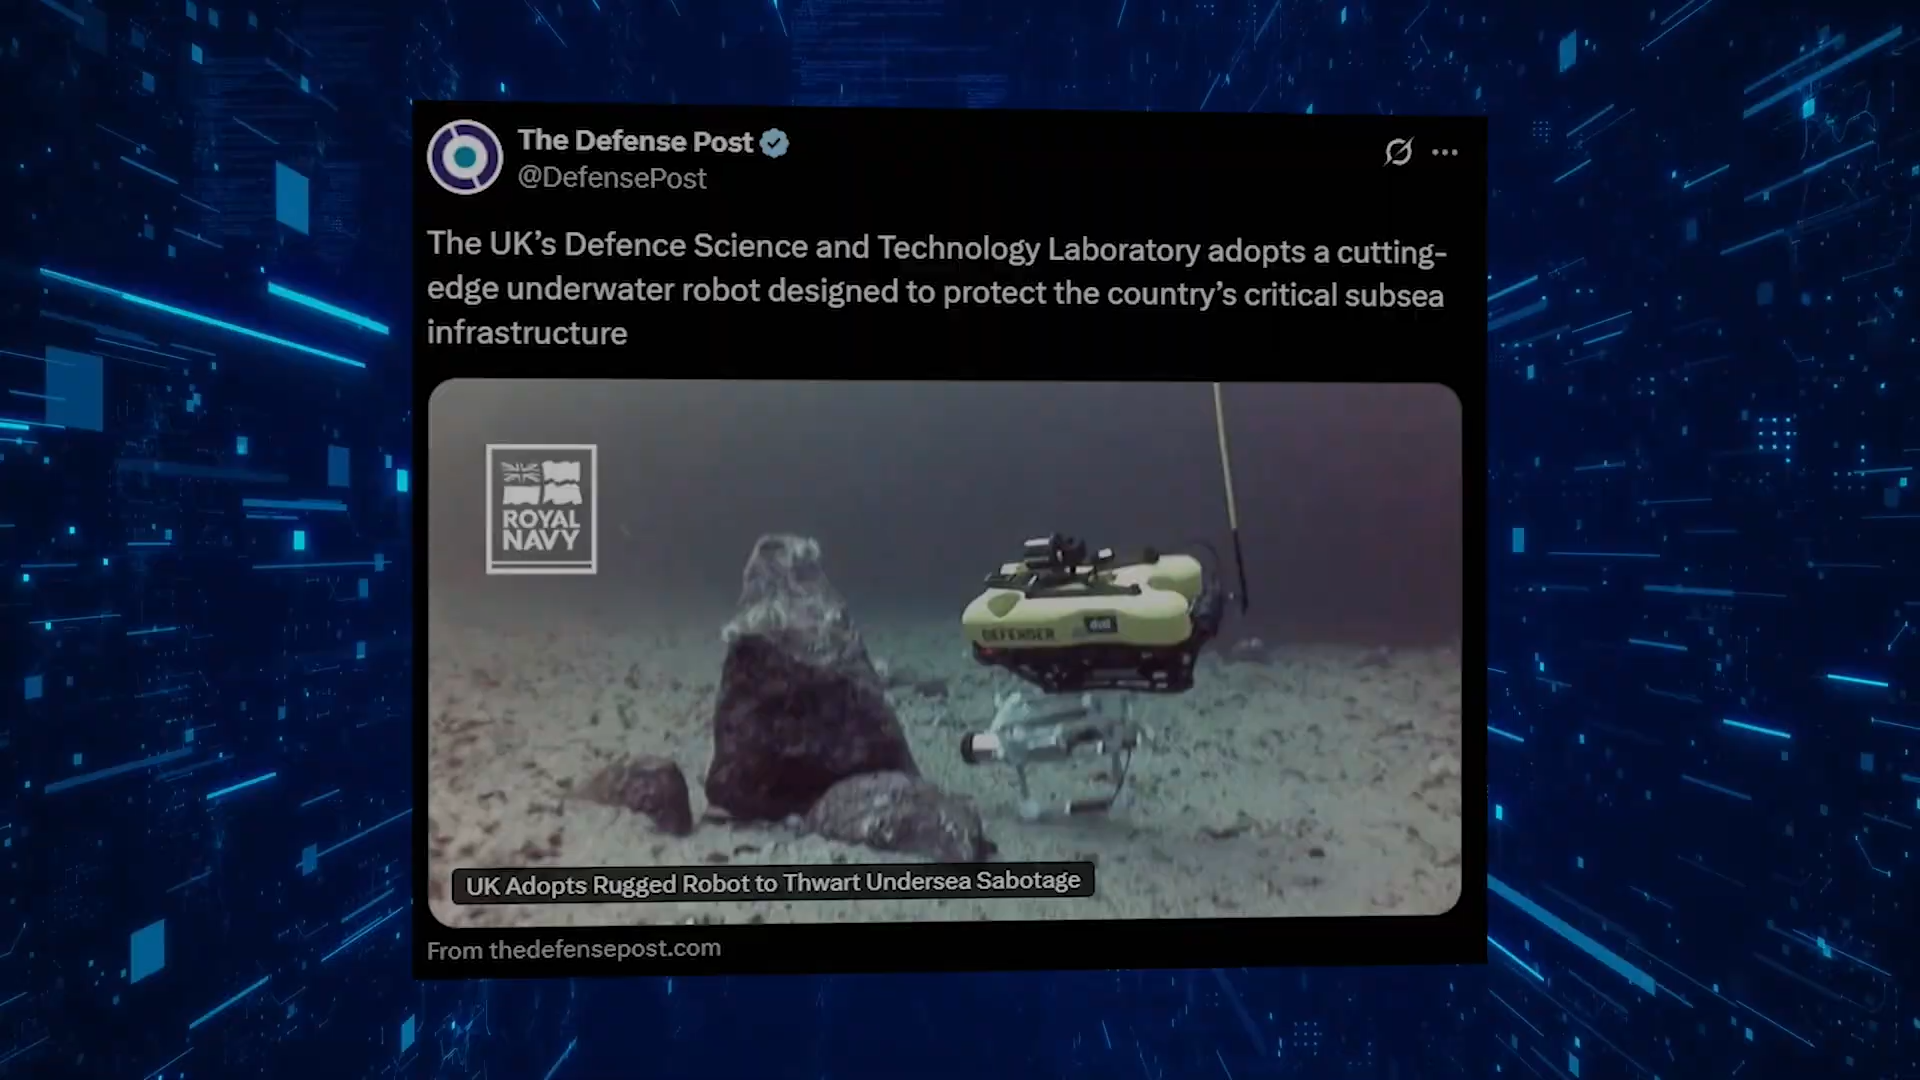 The Defense Post
@DefensePost
The UK’s Defence Science and Technology Laboratory adopts a cutting-
edge underwater robot designed to protect the country’s critical subsea
infrastructure
ROYAL
NAVY
DEFENDER
dstl
UK Adopts Rugged Robot to Thwart Undersea Sabotage
From thedefensepost.com